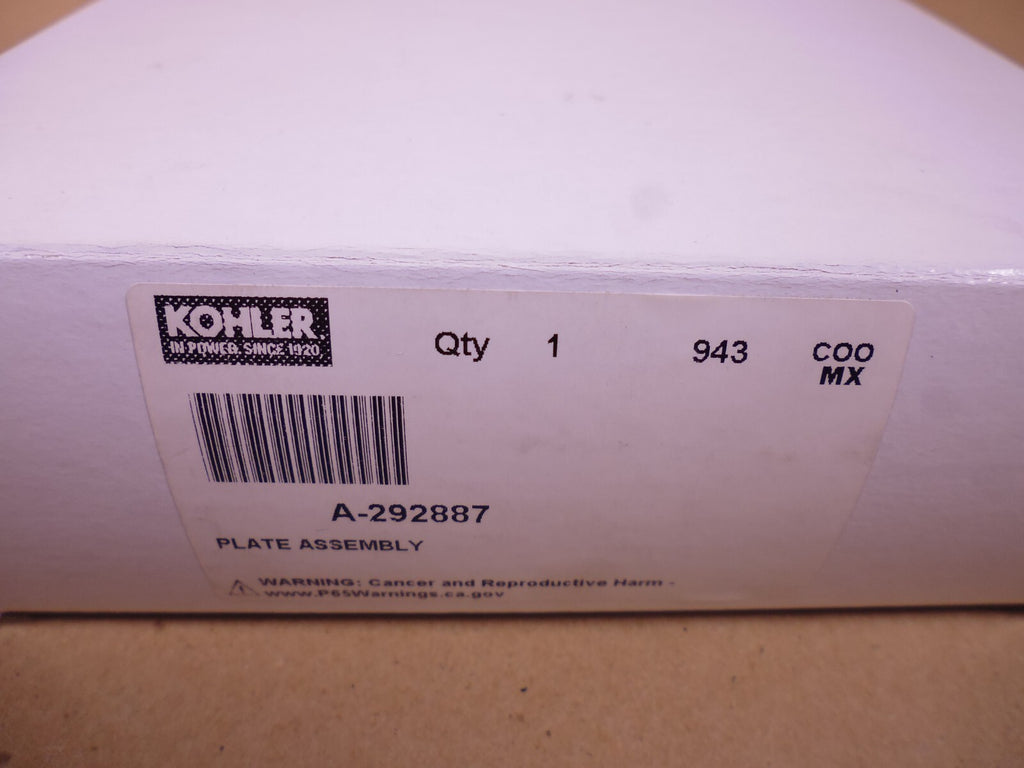 KOHLER
IN POWER. SINCE 1920.
Qty 1 943 COO
MX
A-292887
PLATE ASSEMBLY
WARNING: Cancer and Reproductive Harm -
www.P65Warnings.ca.gov